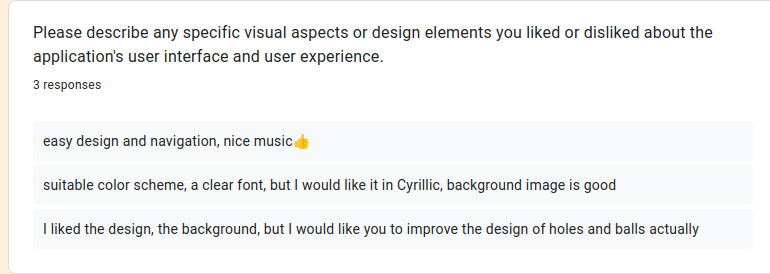 Please describe any specific visual aspects or design elements you liked or disliked about the
application's user interface and user experience.
3 responses
easy design and navigation, nice music👍
suitable color scheme, a clear font, but I would like it in Cyrillic, background image is good
I liked the design, the background, but I would like you to improve the design of holes and balls actually